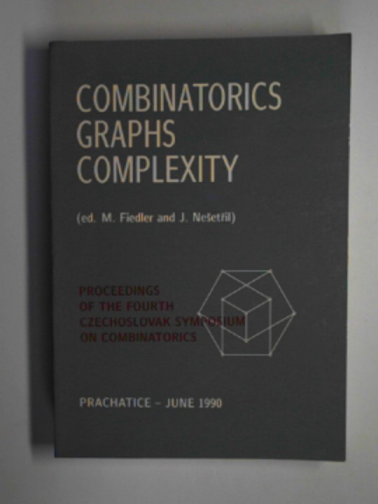 COMBINATORICS
GRAPHS
COMPLEXITY
(ed. M. Fiedler and J. Nešetřil)
PROCEEDINGS
OF THE FOURTH
CZECHOSLOVAK SYMPOSIUM
ON COMBINATORICS
PRACHATICE – JUNE 1990